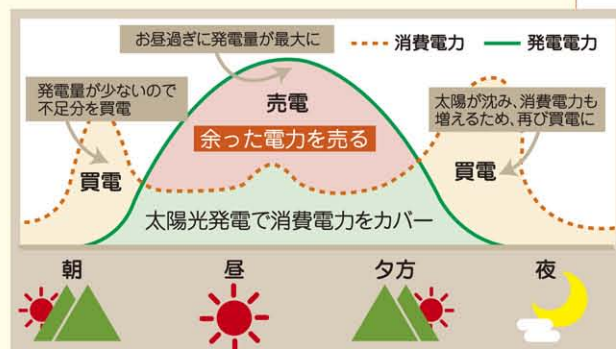 お昼過ぎに発電量が最大に
消費電力
発電電力
発電量が少ないので
不足分を買電
売電
余った電力を売る
太陽が沈み、消費電力も
増えるため、再び買電に
買電
買電
太陽光発電で消費電力をカバー
朝
昼
夕方
夜